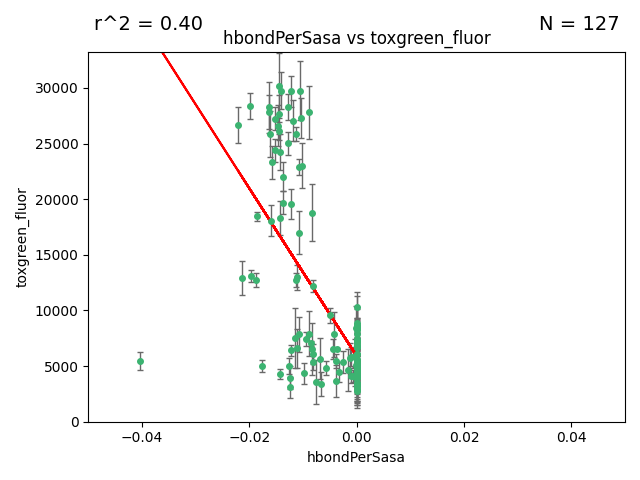 r^2 = 0.40
N = 127
hbondPerSasa vs toxgreen_fluor
toxgreen_fluor
30000
25000
20000
15000
10000
5000
0
−0.04
−0.02
0.00
0.02
0.04
hbondPerSasa